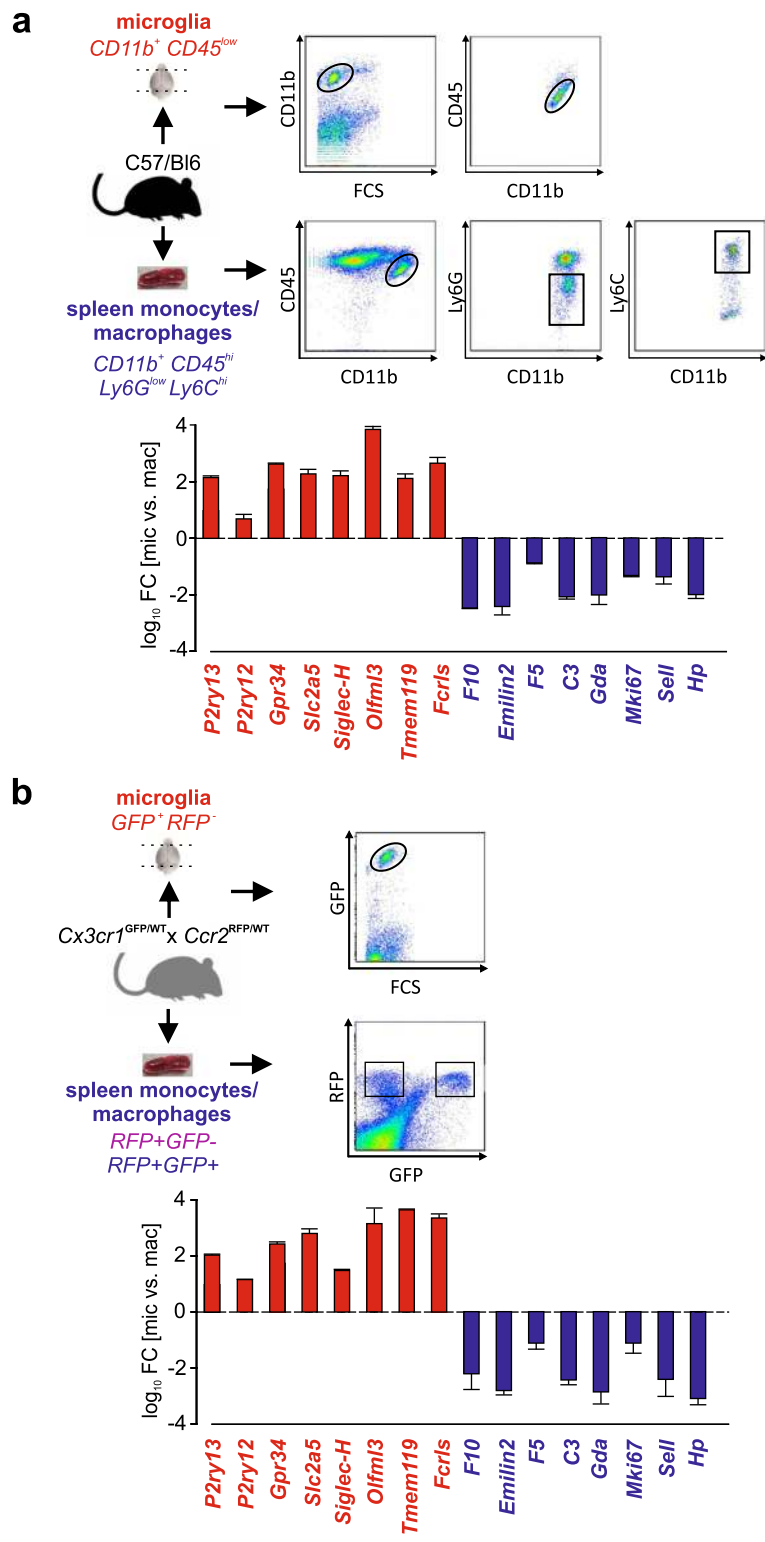 a
microglia
CD11b+ CD45low
C57/Bl6
CD11b
FCS
CD45
CD11b
spleen monocytes/
macrophages
CD11b+ CD45hi
Ly6Glow Ly6Chi
CD45
CD11b
Ly6G
CD11b
Ly6C
CD11b
log10 FC [mic vs. mac]
4
2
0
-2
-4
P2ry13
P2ry12
Gpr34
Slc2a5
Siglec-H
Olfml3
Tmem119
Fcrls
F10
Emilin2
F5
C3
Gda
Mki67
Sell
Hp
b
microglia
GFP+ RFP-
Cx3cr1GFP/WT x Ccr2RFP/WT
GFP
FCS
spleen monocytes/
macrophages
RFP+GFP-
RFP+GFP+
RFP
GFP
log10 FC [mic vs. mac]
4
2
0
-2
-4
P2ry13
P2ry12
Gpr34
Slc2a5
Siglec-H
Olfml3
Tmem119
Fcrls
F10
Emilin2
F5
C3
Gda
Mki67
Sell
Hp